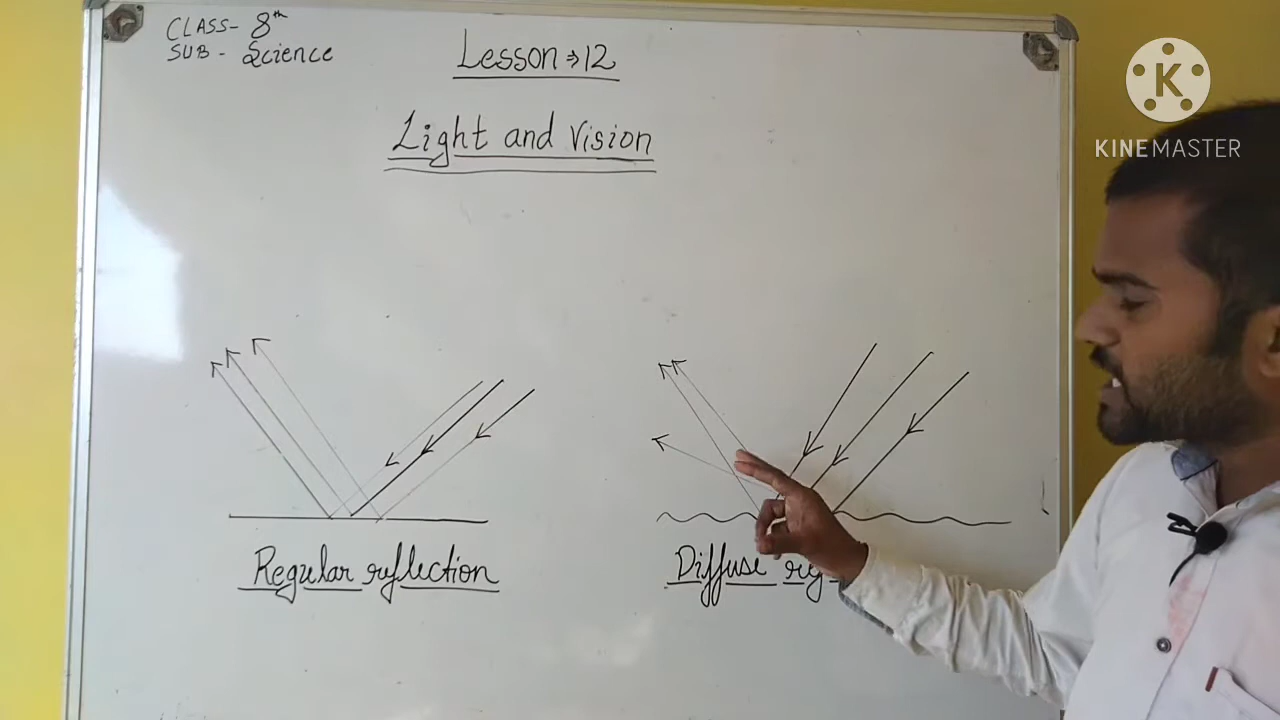 CLASS- 8th
SUB - Science
Lesson ⇒12
Light and Vision
K
KINEMASTER
Regular reflection
Diffuse